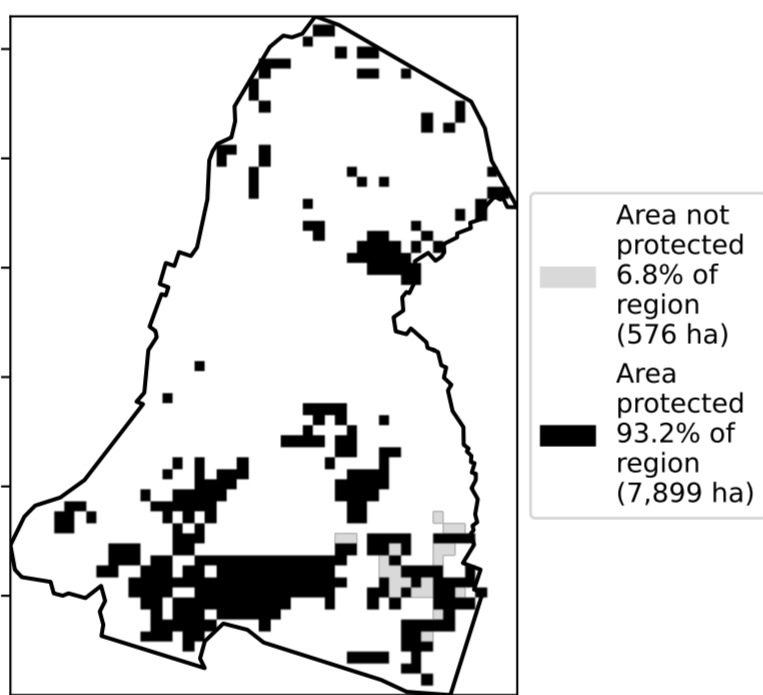 Area not
protected
6.8% of
region
(576 ha)
Area
protected
93.2% of
region
(7,899 ha)